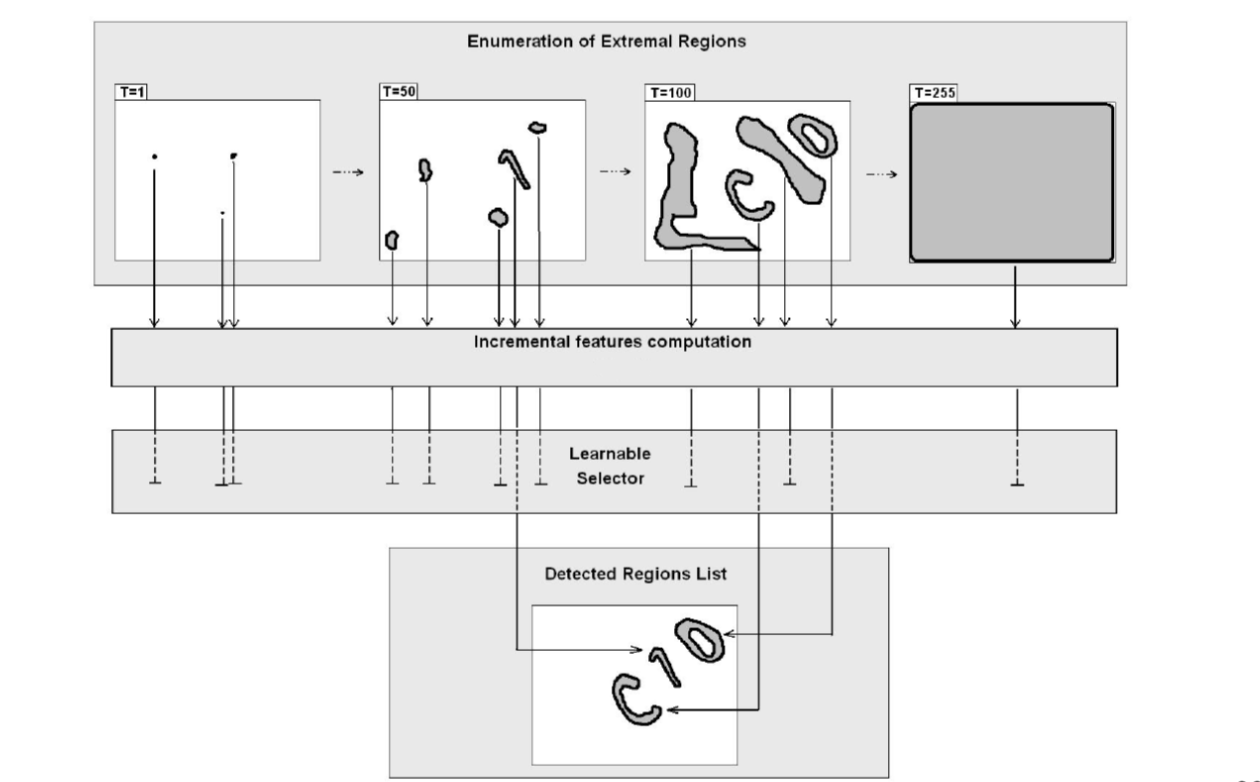 Enumeration of Extremal Regions
T=1
T=50
T=100
T=255
Incremental features computation
Learnable
Selector
Detected Regions List